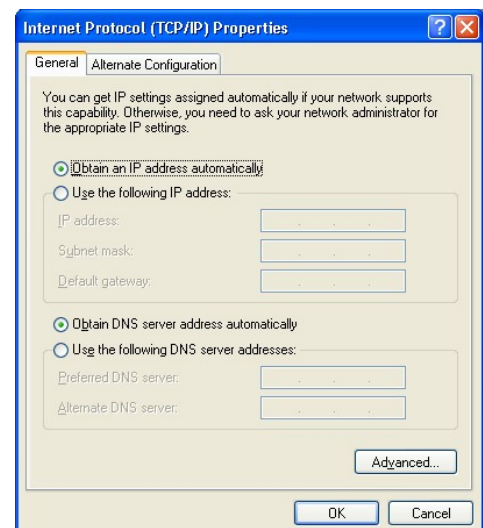 Internet Protocol (TCP/IP) Properties
General Alternate Configuration
You can get IP settings assigned automatically if your network supports
this capability. Otherwise, you need to ask your network administrator for
the appropriate IP settings.
Obtain an IP address automatically
Use the following IP address:
IP address:
Subnet mask:
Default gateway:
Obtain DNS server address automatically
Use the following DNS server addresses:
Preferred DNS server:
Alternate DNS server:
Advanced...
OK Cancel